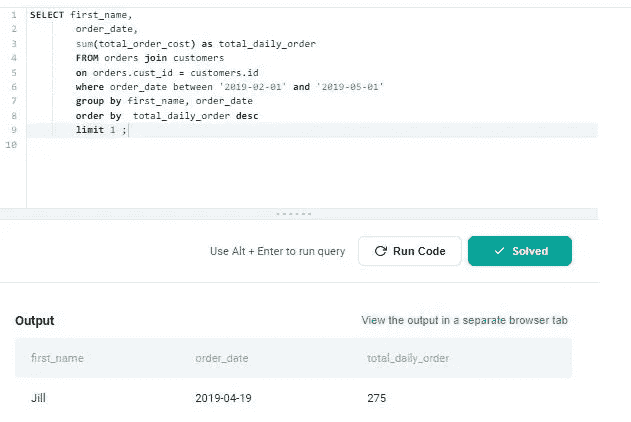 1 SELECT first_name,
2 order_date,
3 sum(total_order_cost) as total_daily_order
4 FROM orders join customers
5 on orders.cust_id = customers.id
6 where order_date between '2019-02-01' and '2019-05-01'
7 group by first_name, order_date
8 order by total_daily_order desc
9 limit 1 ;
10
Use Alt + Enter to run query Run Code Solved
Output View the output in a separate browser tab
first_name order_date total_daily_order
Jill 2019-04-19 275